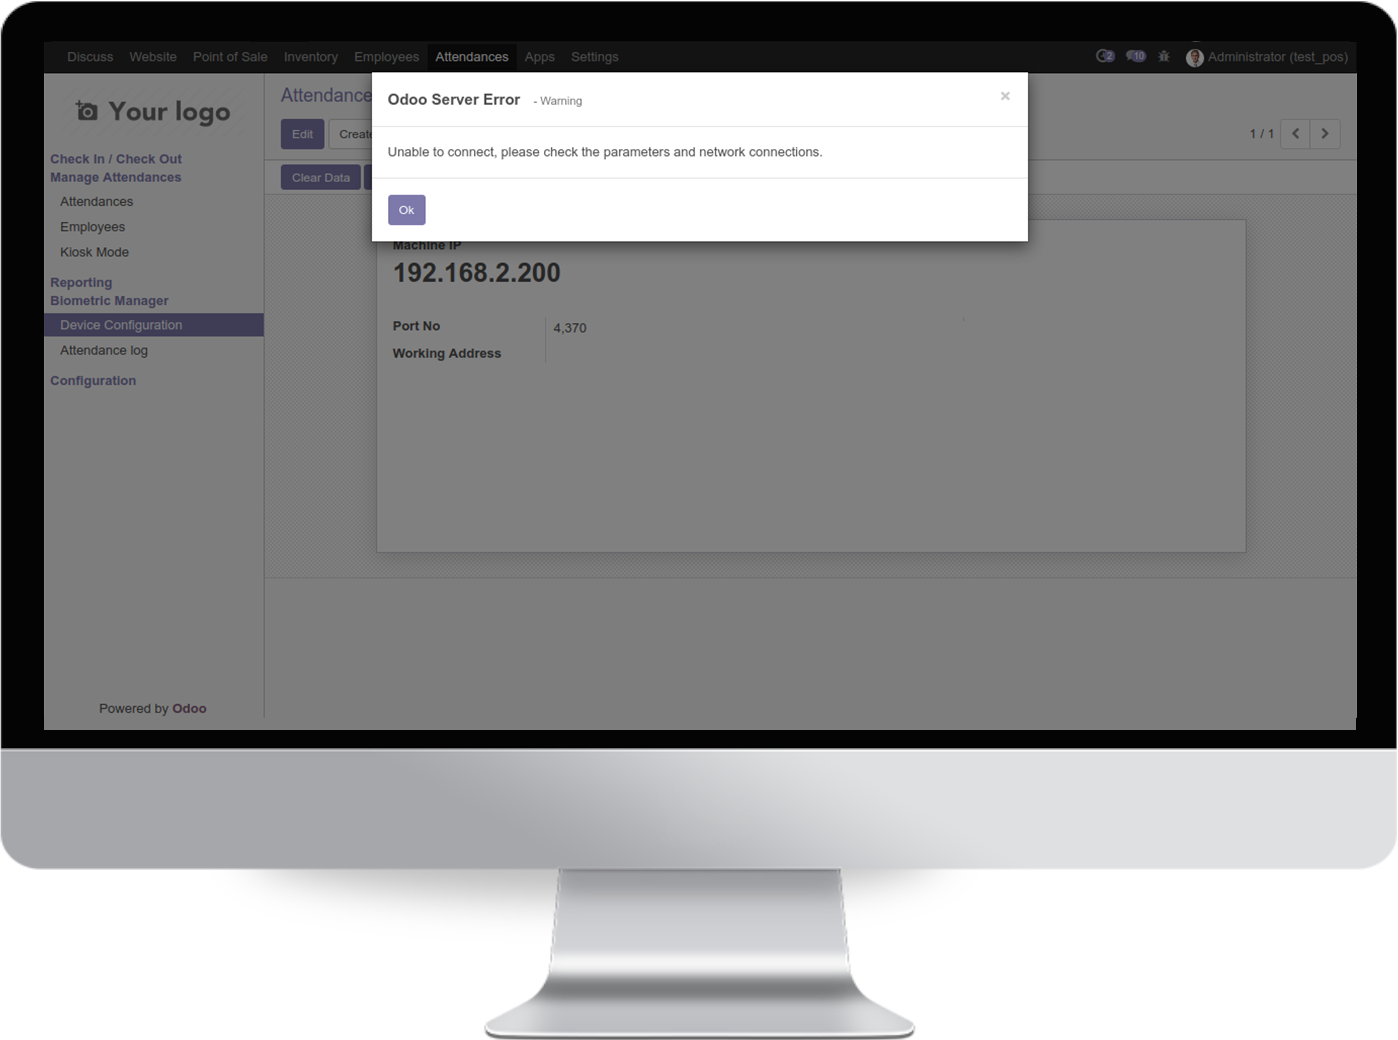 Discuss Website Point of Sale Inventory Employees Attendances Apps Settings 2 10 Administrator (test_pos)
Your logo
Check In / Check Out
Manage Attendances
Attendances
Employees
Kiosk Mode
Reporting
Biometric Manager
Device Configuration
Attendance log
Configuration
Powered by Odoo
Attendance
Edit Create 1 / 1
Clear Data
Odoo Server Error - Warning ×
Unable to connect, please check the parameters and network connections.
Ok
Machine IP
192.168.2.200
Port No 4,370
Working Address